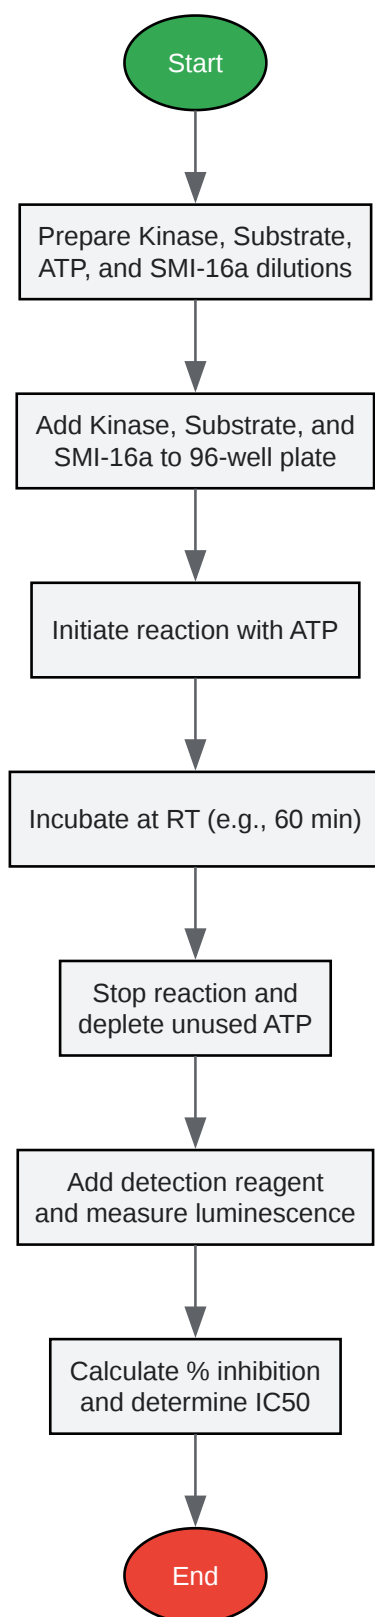 Start
Prepare Kinase, Substrate,
ATP, and SMI-16a dilutions
Add Kinase, Substrate, and
SMI-16a to 96-well plate
Initiate reaction with ATP
Incubate at RT (e.g., 60 min)
Stop reaction and
deplete unused ATP
Add detection reagent
and measure luminescence
Calculate % inhibition
and determine IC50
End